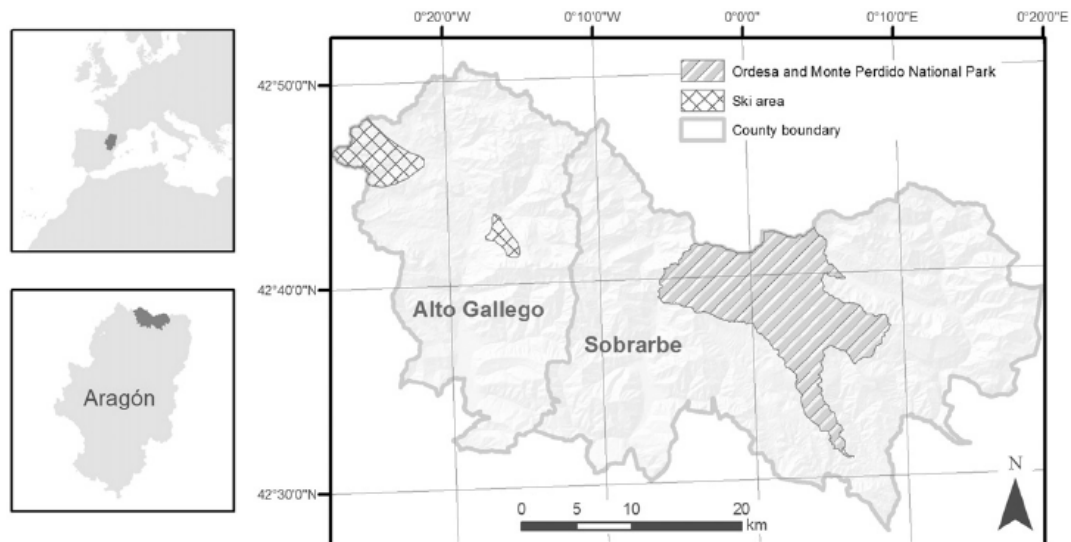 0°20'0"W
0°10'0"W
0°0'0"
0°10'0"E
0°20'0"E
42°50'0"N
Ordesa and Monte Perdido National Park
Ski area
County boundary
42°40'0"N
Alto Gallego
Sobrarbe
Aragón
42°30'0"N
0 5 10 20
km
N